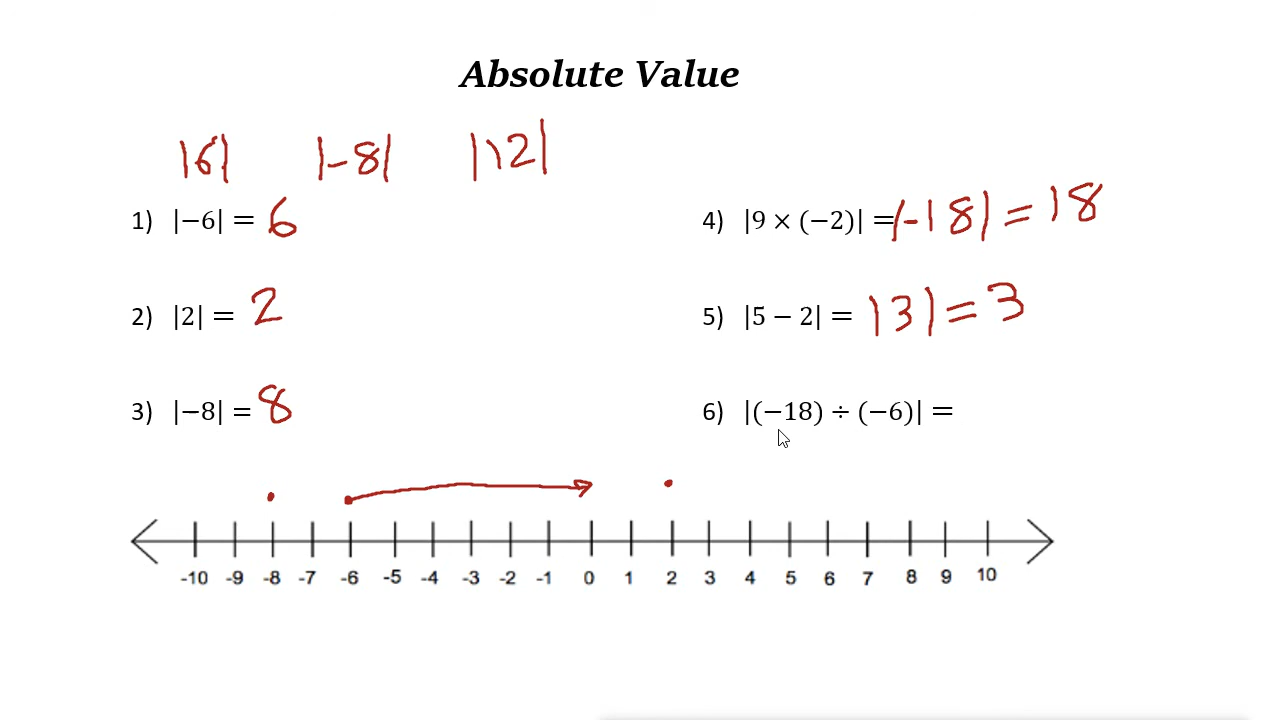 Absolute Value
|6| |-8| |12|
1) |−6| = 6
2) |2| = 2
3) |−8| = 8
4) |9 × (−2)| = |-18| = 18
5) |5 − 2| = |3| = 3
6) |(−18) ÷ (−6)| =
-10 -9 -8 -7 -6 -5 -4 -3 -2 -1 0 1 2 3 4 5 6 7 8 9 10